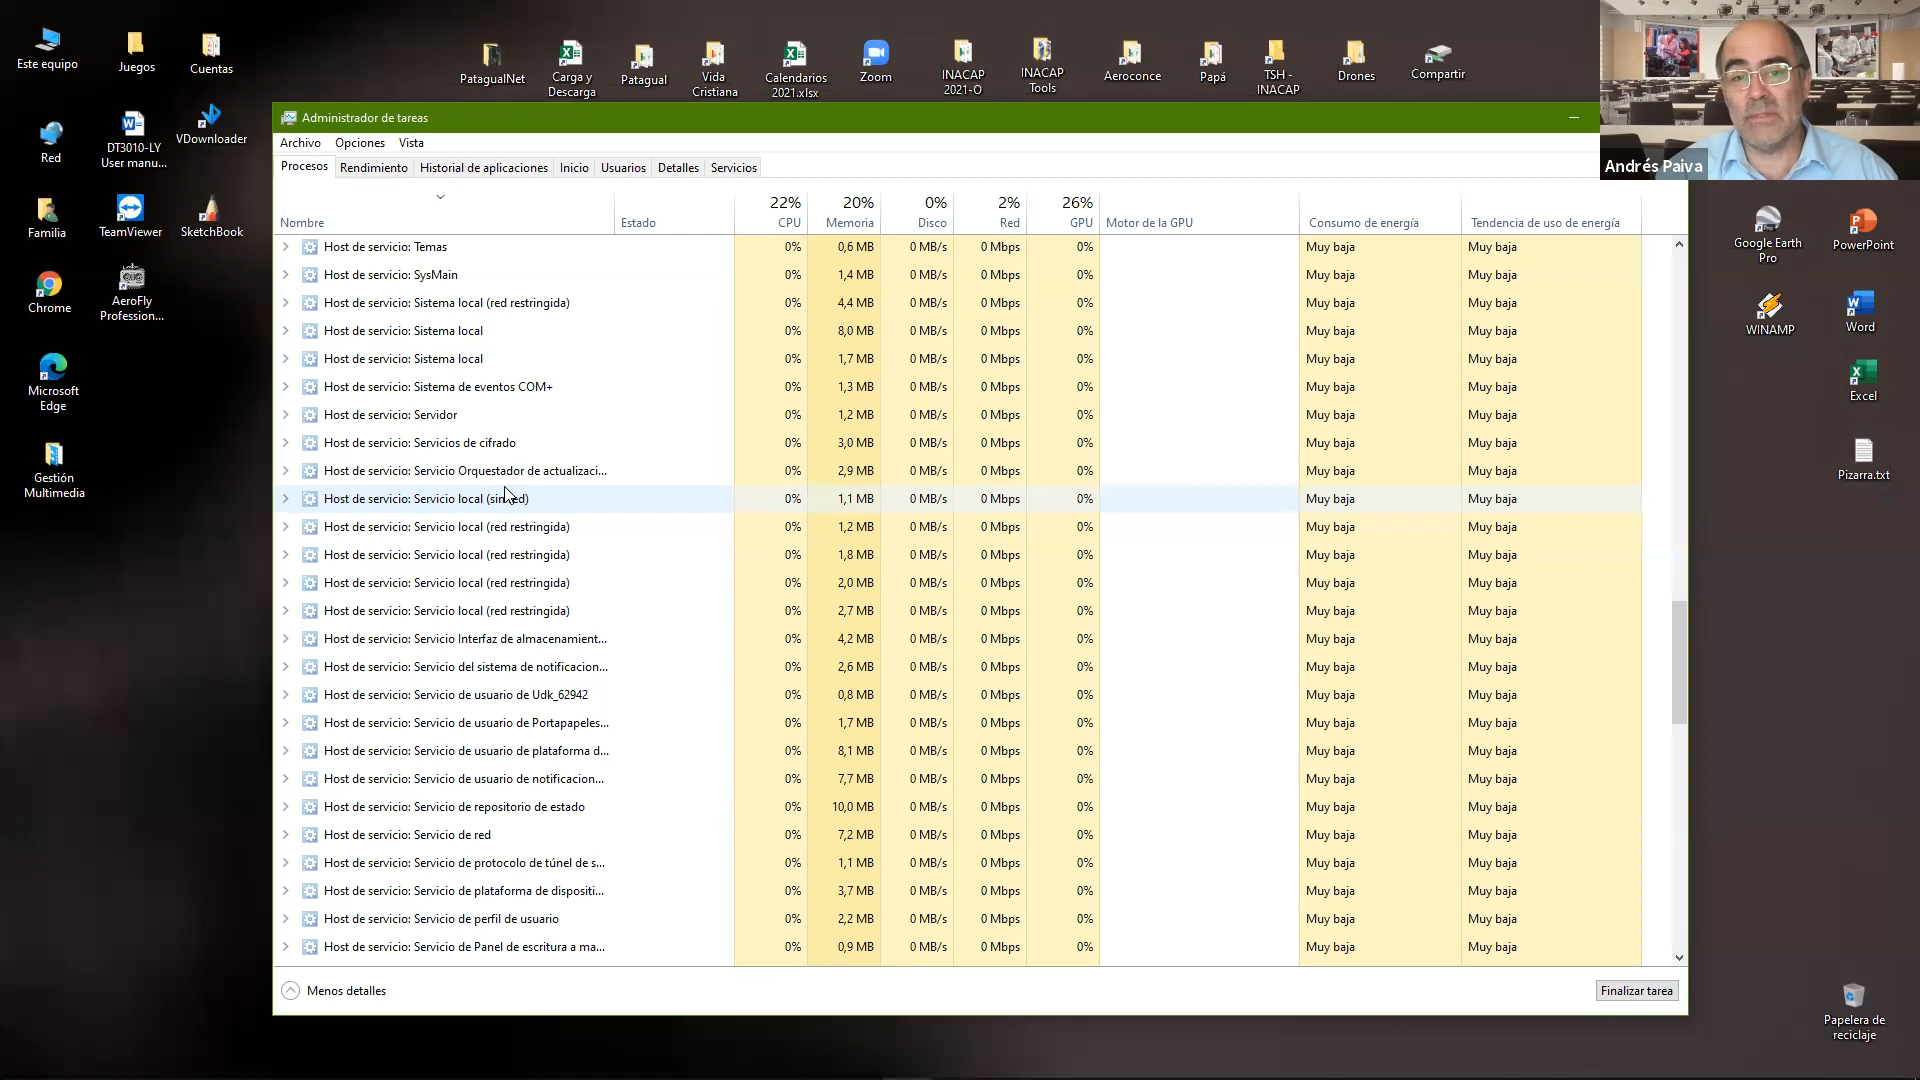 Este equipo
Juegos
Cuentas
PatagualNet
Carga y
Descarga
Patagual
Vida
Cristiana
Calendarios
2021.xlsx
Zoom
INACAP
2021-O
INACAP
Tools
Aeroconce
Papá
TSH -
INACAP
Drones
Compartir
Andrés Paiva
Red
DT3010-LY
User manu...
VDownloader
Familia
TeamViewer
SketchBook
Chrome
AeroFly
Profession...
Microsoft
Edge
Gestión
Multimedia
Administrador de tareas
Archivo Opciones Vista
Procesos Rendimiento Historial de aplicaciones Inicio Usuarios Detalles Servicios
22% 20% 0% 2% 26%
Nombre Estado CPU Memoria Disco Red GPU Motor de la GPU Consumo de energía Tendencia de uso de energía
Host de servicio: Temas 0% 0,6 MB 0 MB/s 0 Mbps 0% Muy baja Muy baja
Host de servicio: SysMain 0% 1,4 MB 0 MB/s 0 Mbps 0% Muy baja Muy baja
Host de servicio: Sistema local (red restringida) 0% 4,4 MB 0 MB/s 0 Mbps 0% Muy baja Muy baja
Host de servicio: Sistema local 0% 8,0 MB 0 MB/s 0 Mbps 0% Muy baja Muy baja
Host de servicio: Sistema local 0% 1,7 MB 0 MB/s 0 Mbps 0% Muy baja Muy baja
Host de servicio: Sistema de eventos COM+ 0% 1,3 MB 0 MB/s 0 Mbps 0% Muy baja Muy baja
Host de servicio: Servidor 0% 1,2 MB 0 MB/s 0 Mbps 0% Muy baja Muy baja
Host de servicio: Servicios de cifrado 0% 3,0 MB 0 MB/s 0 Mbps 0% Muy baja Muy baja
Host de servicio: Servicio Orquestador de actualizaci... 0% 2,9 MB 0 MB/s 0 Mbps 0% Muy baja Muy baja
Host de servicio: Servicio local (sin red) 0% 1,1 MB 0 MB/s 0 Mbps 0% Muy baja Muy baja
Host de servicio: Servicio local (red restringida) 0% 1,2 MB 0 MB/s 0 Mbps 0% Muy baja Muy baja
Host de servicio: Servicio local (red restringida) 0% 1,8 MB 0 MB/s 0 Mbps 0% Muy baja Muy baja
Host de servicio: Servicio local (red restringida) 0% 2,0 MB 0 MB/s 0 Mbps 0% Muy baja Muy baja
Host de servicio: Servicio local (red restringida) 0% 2,7 MB 0 MB/s 0 Mbps 0% Muy baja Muy baja
Host de servicio: Servicio Interfaz de almacenamient... 0% 4,2 MB 0 MB/s 0 Mbps 0% Muy baja Muy baja
Host de servicio: Servicio del sistema de notificacion... 0% 2,6 MB 0 MB/s 0 Mbps 0% Muy baja Muy baja
Host de servicio: Servicio de usuario de Udk_62942 0% 0,8 MB 0 MB/s 0 Mbps 0% Muy baja Muy baja
Host de servicio: Servicio de usuario de Portapapeles... 0% 1,7 MB 0 MB/s 0 Mbps 0% Muy baja Muy baja
Host de servicio: Servicio de usuario de plataforma d... 0% 8,1 MB 0 MB/s 0 Mbps 0% Muy baja Muy baja
Host de servicio: Servicio de usuario de notificacion... 0% 7,7 MB 0 MB/s 0 Mbps 0% Muy baja Muy baja
Host de servicio: Servicio de repositorio de estado 0% 10,0 MB 0 MB/s 0 Mbps 0% Muy baja Muy baja
Host de servicio: Servicio de red 0% 7,2 MB 0 MB/s 0 Mbps 0% Muy baja Muy baja
Host de servicio: Servicio de protocolo de túnel de s... 0% 1,1 MB 0 MB/s 0 Mbps 0% Muy baja Muy baja
Host de servicio: Servicio de plataforma de dispositi... 0% 3,7 MB 0 MB/s 0 Mbps 0% Muy baja Muy baja
Host de servicio: Servicio de perfil de usuario 0% 2,2 MB 0 MB/s 0 Mbps 0% Muy baja Muy baja
Host de servicio: Servicio de Panel de escritura a ma... 0% 0,9 MB 0 MB/s 0 Mbps 0% Muy baja Muy baja
Menos detalles
Finalizar tarea
Google Earth
Pro
PowerPoint
WINAMP
Word
Excel
Pizarra.txt
Papelera de
reciclaje